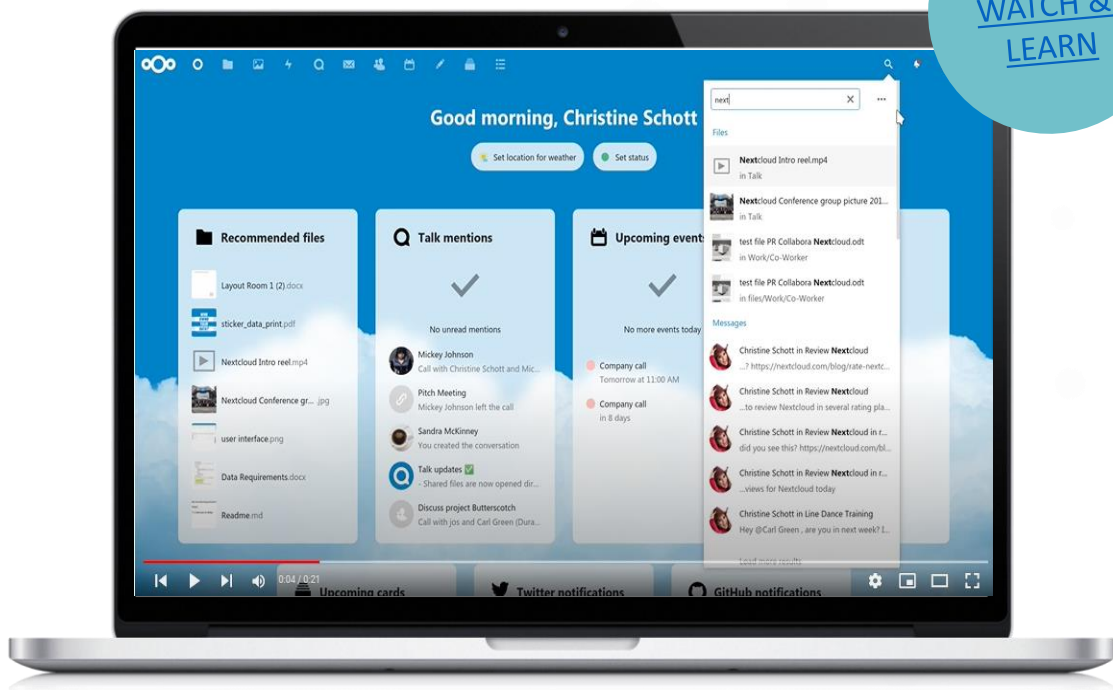 WATCH &
LEARN
Good morning, Christine Schott
Set location for weather
Set status
next
Files
Nextcloud Intro reel.mp4
in Talk
Nextcloud Conference group picture 201...
in Talk
test file PR Collabora Nextcloud.odt
in Work/Co-Worker
test file PR Collabora Nextcloud.odt
in files/Work/Co-Worker
Messages
Christine Schott in Review Nextcloud
...? https://nextcloud.com/blog/rate-nextc...
Christine Schott in Review Nextcloud
...to review Nextcloud in several rating pla...
Christine Schott in Review Nextcloud in r...
did you see this? https://nextcloud.com/bl...
Christine Schott in Review Nextcloud in r...
...views for Nextcloud today
Christine Schott in Line Dance Training
Hey @Carl Green , are you in next week? I...
Load more results
Recommended files
Layout Room 1 (2).docx
sticker_data_print.pdf
Nextcloud Intro reel.mp4
Nextcloud Conference gr... .jpg
user interface.png
Data Requirements.docx
Readme.md
Talk mentions
No unread mentions
Mickey Johnson
Call with Christine Schott and Mic...
Pitch Meeting
Mickey Johnson left the call
Sandra McKinney
You created the conversation
Talk updates ✅
- Shared files are now opened dir...
Discuss project Butterscotch
Call with jos and Carl Green (Dura...
Upcoming events
No more events today
Company call
Tomorrow at 11:00 AM
Company call
in 8 days
0:04 / 0:21
Upcoming cards
Twitter notifications
GitHub notifications